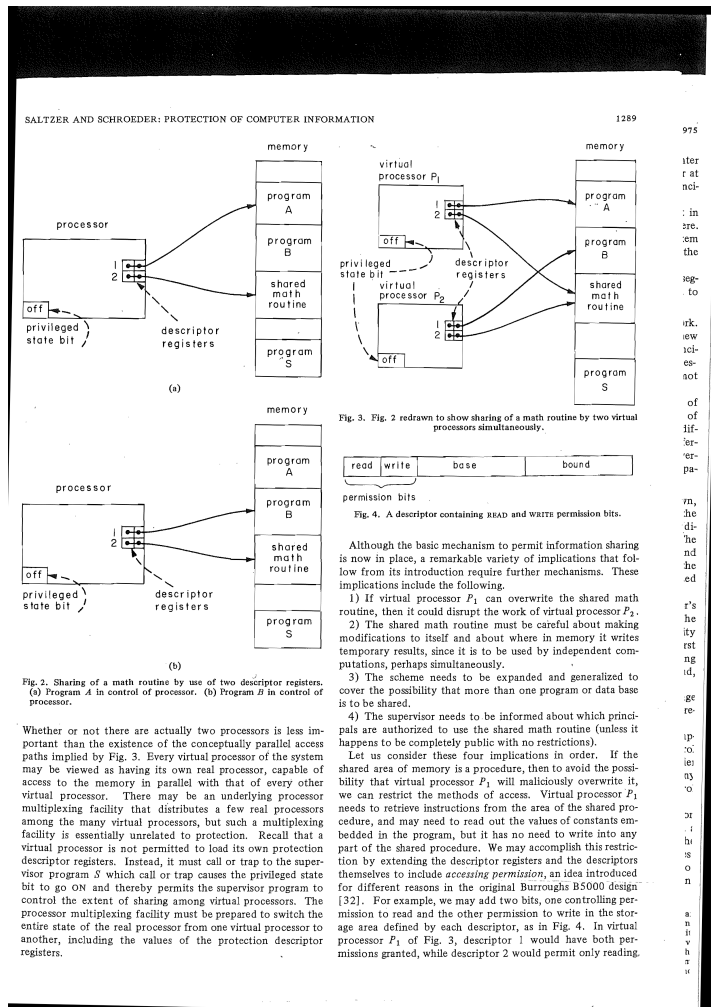 SALTZER AND SCHROEDER: PROTECTION OF COMPUTER INFORMATION
1289
memory
program
A
program
B
shared
math
routine
program
S
processor
1
2
off
privileged
state bit
descriptor
registers
(a)
memory
program
A
program
B
shared
math
routine
program
S
processor
1
2
off
privileged
state bit
descriptor
registers
(b)
Fig. 2. Sharing of a math routine by use of two descriptor registers.
(a) Program A in control of processor. (b) Program B in control of
processor.
Whether or not there are actually two processors is less im-
portant than the existence of the conceptually parallel access
paths implied by Fig. 3. Every virtual processor of the system
may be viewed as having its own real processor, capable of
access to the memory in parallel with that of every other
virtual processor. There may be an underlying processor
multiplexing facility that distributes a few real processors
among the many virtual processors, but such a multiplexing
facility is essentially unrelated to protection. Recall that a
virtual processor is not permitted to load its own protection
descriptor registers. Instead, it must call or trap to the super-
visor program S which call or trap causes the privileged state
bit to go ON and thereby permits the supervisor program to
control the extent of sharing among virtual processors. The
processor multiplexing facility must be prepared to switch the
entire state of the real processor from one virtual processor to
another, including the values of the protection descriptor
registers.
virtual
processor P1
1
2
off
privileged
state bit
descriptor
registers
virtual
processor P2
1
2
off
memory
program
A
program
B
shared
math
routine
program
S
Fig. 3. Fig. 2 redrawn to show sharing of a math routine by two virtual
processors simultaneously.
read write base bound
permission bits
Fig. 4. A descriptor containing READ and WRITE permission bits.
Although the basic mechanism to permit information sharing
is now in place, a remarkable variety of implications that fol-
low from its introduction require further mechanisms. These
implications include the following.
1) If virtual processor P1 can overwrite the shared math
routine, then it could disrupt the work of virtual processor P2.
2) The shared math routine must be careful about making
modifications to itself and about where in memory it writes
temporary results, since it is to be used by independent com-
putations, perhaps simultaneously.
3) The scheme needs to be expanded and generalized to
cover the possibility that more than one program or data base
is to be shared.
4) The supervisor needs to be informed about which princi-
pals are authorized to use the shared math routine (unless it
happens to be completely public with no restrictions).
Let us consider these four implications in order. If the
shared area of memory is a procedure, then to avoid the possi-
bility that virtual processor P1 will maliciously overwrite it,
we can restrict the methods of access. Virtual processor P1
needs to retrieve instructions from the area of the shared pro-
cedure, and may need to read out the values of constants em-
bedded in the program, but it has no need to write into any
part of the shared procedure. We may accomplish this restric-
tion by extending the descriptor registers and the descriptors
themselves to include accessing permission, an idea introduced
for different reasons in the original Burroughs B5000 design
[32]. For example, we may add two bits, one controlling per-
mission to read and the other permission to write in the stor-
age area defined by each descriptor, as in Fig. 4. In virtual
processor P1 of Fig. 3, descriptor 1 would have both per-
missions granted, while descriptor 2 would permit only reading.
975